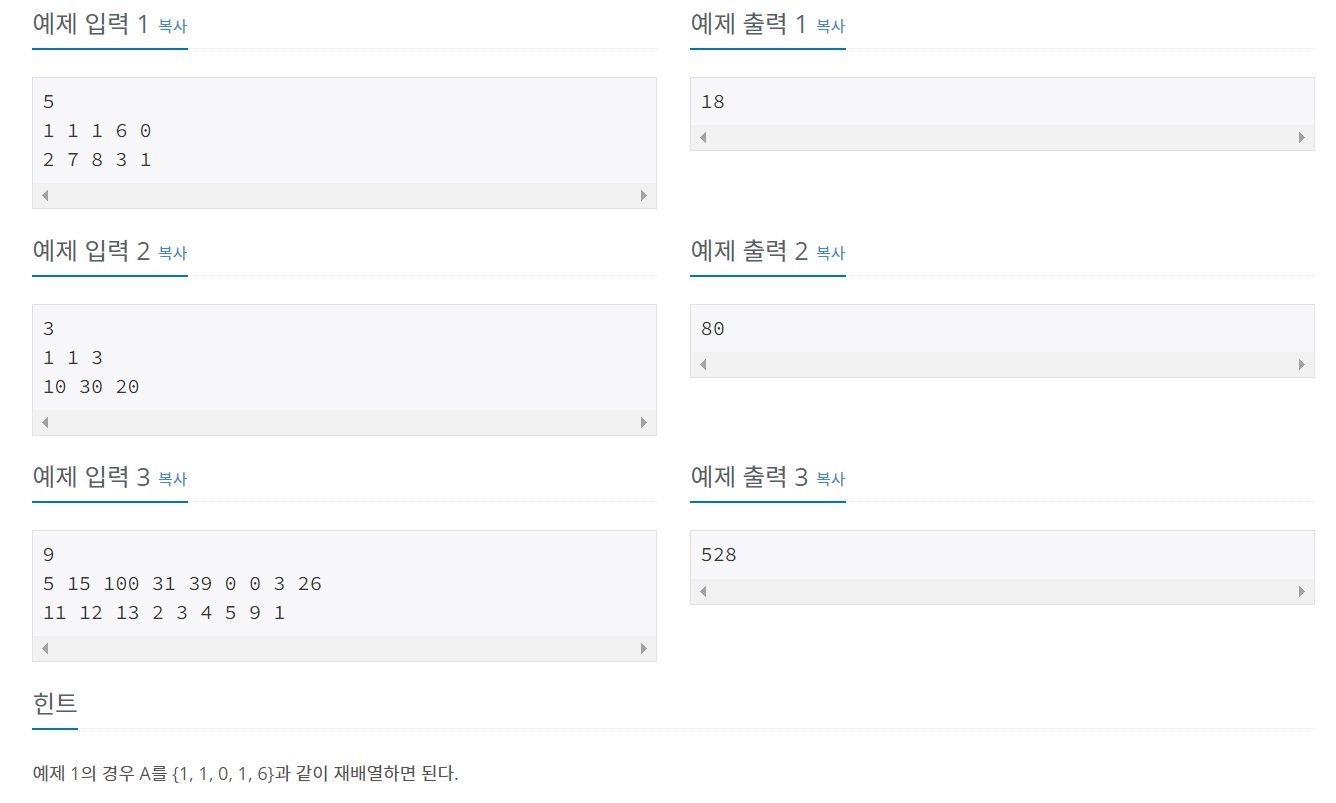 예제 입력 1 복사
5
1 1 1 6 0
2 7 8 3 1
예제 출력 1 복사
18
예제 입력 2 복사
3
1 1 3
10 30 20
예제 출력 2 복사
80
예제 입력 3 복사
9
5 15 100 31 39 0 0 3 26
11 12 13 2 3 4 5 9 1
예제 출력 3 복사
528
힌트
예제 1의 경우 A를 {1, 1, 0, 1, 6}과 같이 재배열하면 된다.